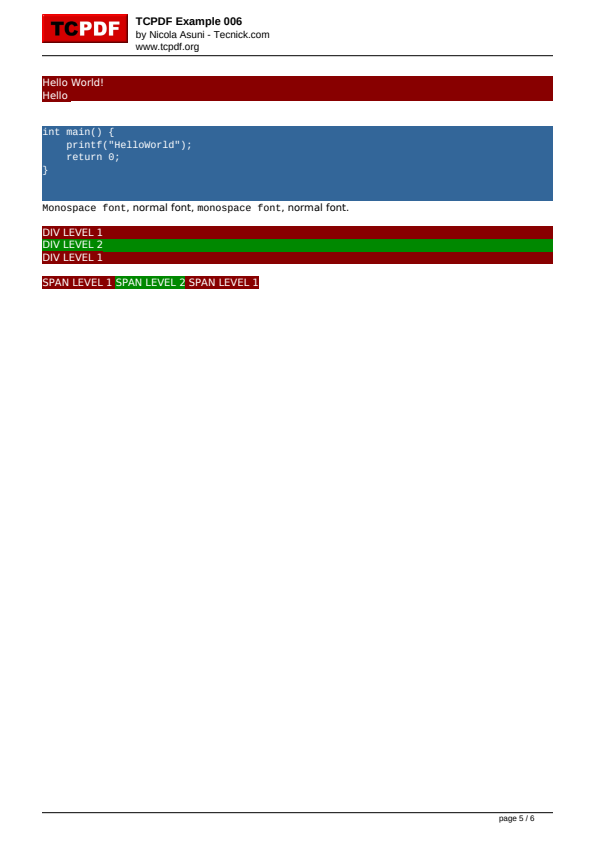 TCPDF
TCPDF Example 006
by Nicola Asuni - Tecnick.com
www.tcpdf.org
Hello World!
Hello
int main() {
    printf("HelloWorld");
    return 0;
}
Monospace font, normal font, monospace font, normal font.
DIV LEVEL 1
DIV LEVEL 2
DIV LEVEL 1
SPAN LEVEL 1 SPAN LEVEL 2 SPAN LEVEL 1
page 5 / 6